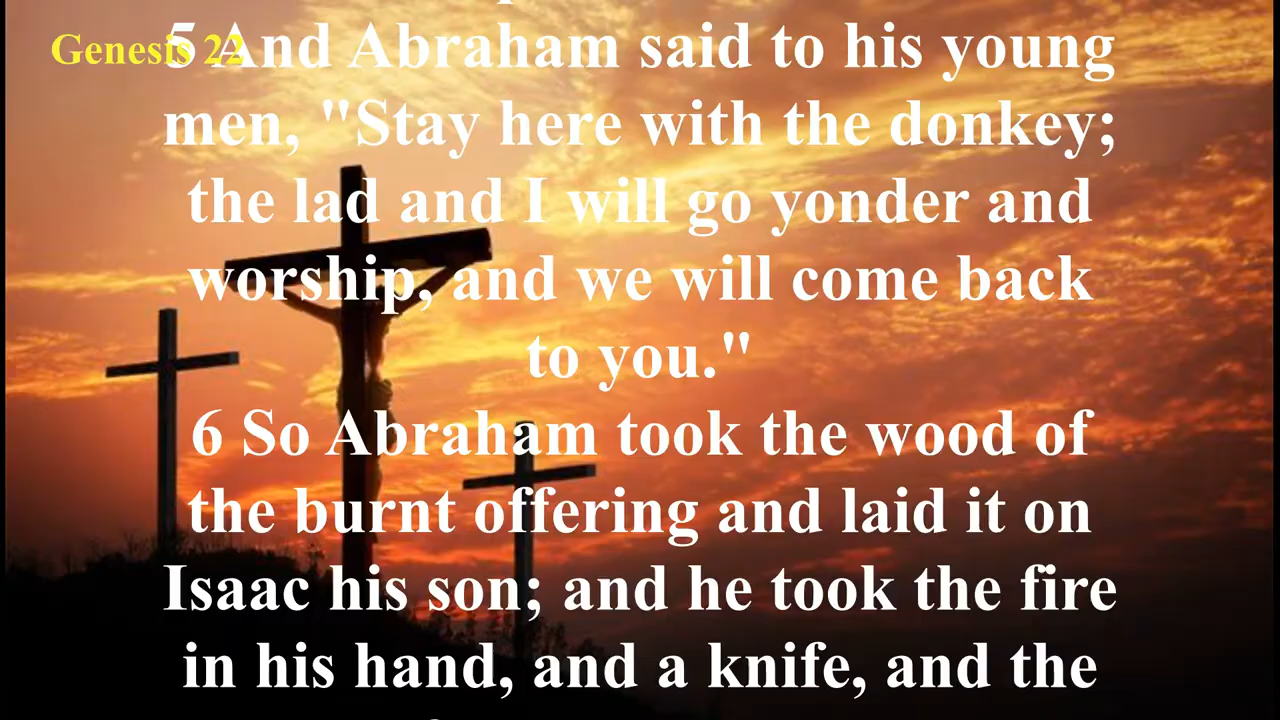 Genesis 22
5 And Abraham said to his young
men, "Stay here with the donkey;
the lad and I will go yonder and
worship, and we will come back
to you."
6 So Abraham took the wood of
the burnt offering and laid it on
Isaac his son; and he took the fire
in his hand, and a knife, and the